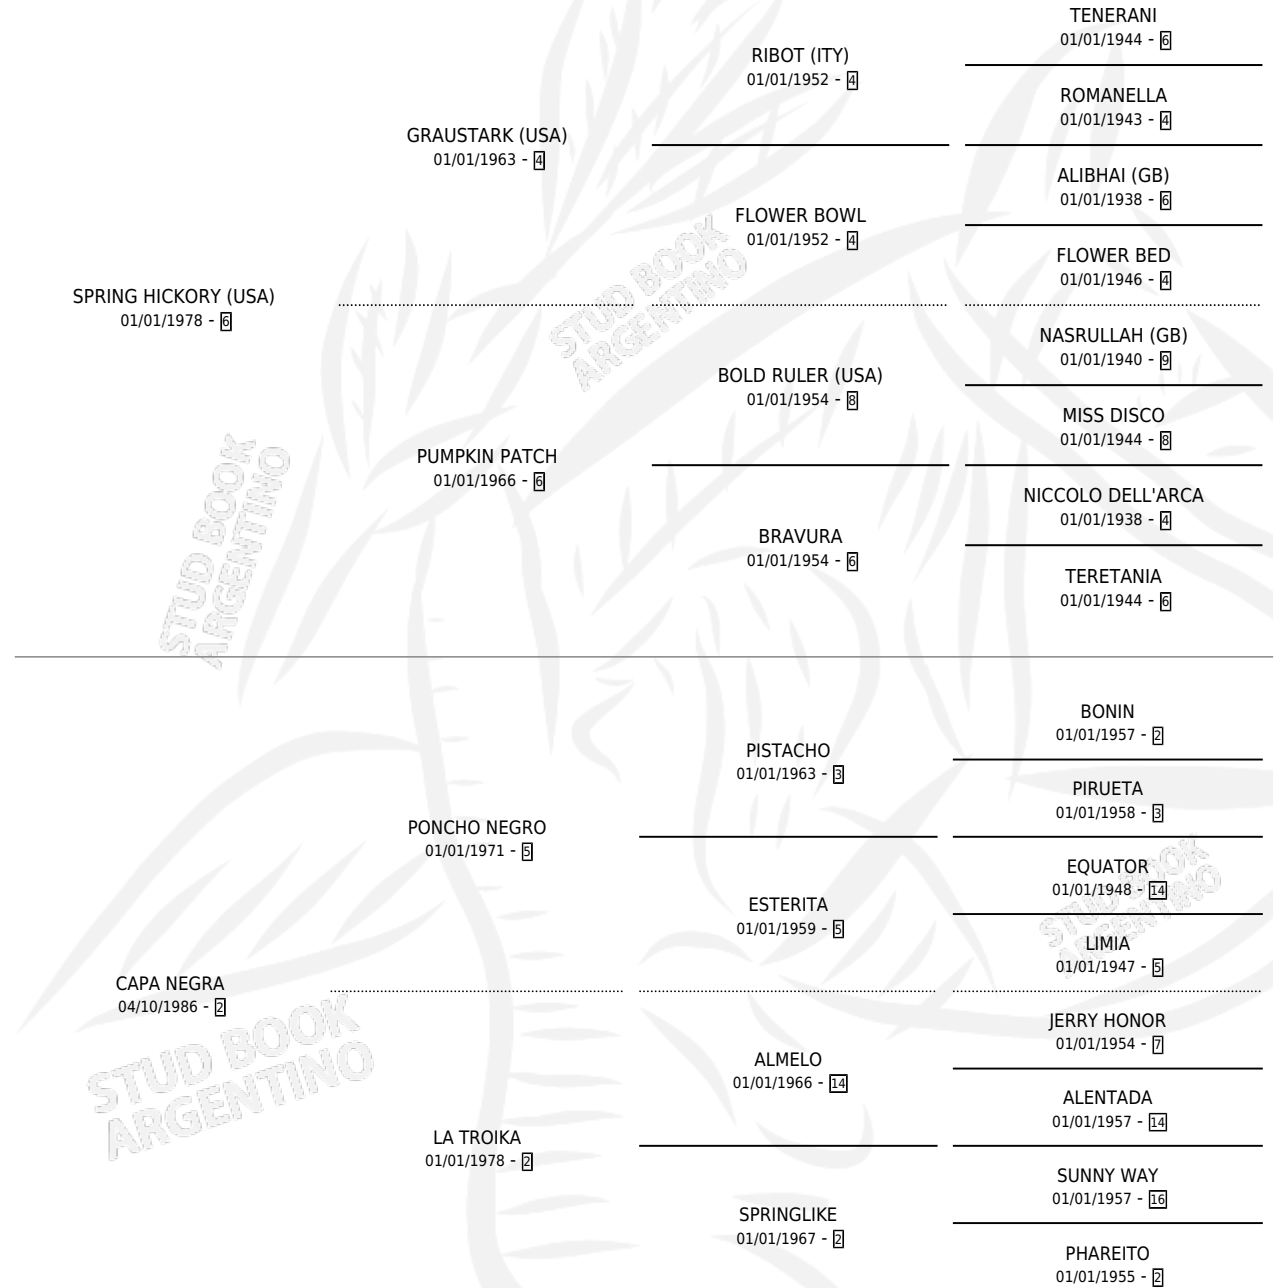 TENERANI
01/01/1944 - 6
RIBOT (ITY)
01/01/1952 - 4
ROMANELLA
01/01/1943 - 4
GRAUSTARK (USA)
01/01/1963 - 4
ALIBHAI (GB)
01/01/1938 - 6
FLOWER BOWL
01/01/1952 - 4
FLOWER BED
01/01/1946 - 4
SPRING HICKORY (USA)
01/01/1978 - 6
NASRULLAH (GB)
01/01/1940 - 9
BOLD RULER (USA)
01/01/1954 - 8
MISS DISCO
01/01/1944 - 8
PUMPKIN PATCH
01/01/1966 - 6
NICCOLO DELL'ARCA
01/01/1938 - 4
BRAVURA
01/01/1954 - 6
TERETANIA
01/01/1944 - 6
BONIN
01/01/1957 - 2
PISTACHO
01/01/1963 - 3
PIRUETA
01/01/1958 - 3
PONCHO NEGRO
01/01/1971 - 5
EQUATOR
01/01/1948 - 14
ESTERITA
01/01/1959 - 5
LIMIA
01/01/1947 - 5
CAPA NEGRA
04/10/1986 - 2
JERRY HONOR
01/01/1954 - 7
ALMELO
01/01/1966 - 14
ALENTADA
01/01/1957 - 14
LA TROIKA
01/01/1978 - 2
SUNNY WAY
01/01/1957 - 16
SPRINGLIKE
01/01/1967 - 2
PHAREITO
01/01/1955 - 2
STUD BOOK
ARGENTINO
STUD BOOK
ARGENTINO
STUD BOOK
ARGENTINO
STUD BOOK
ARGENTINO